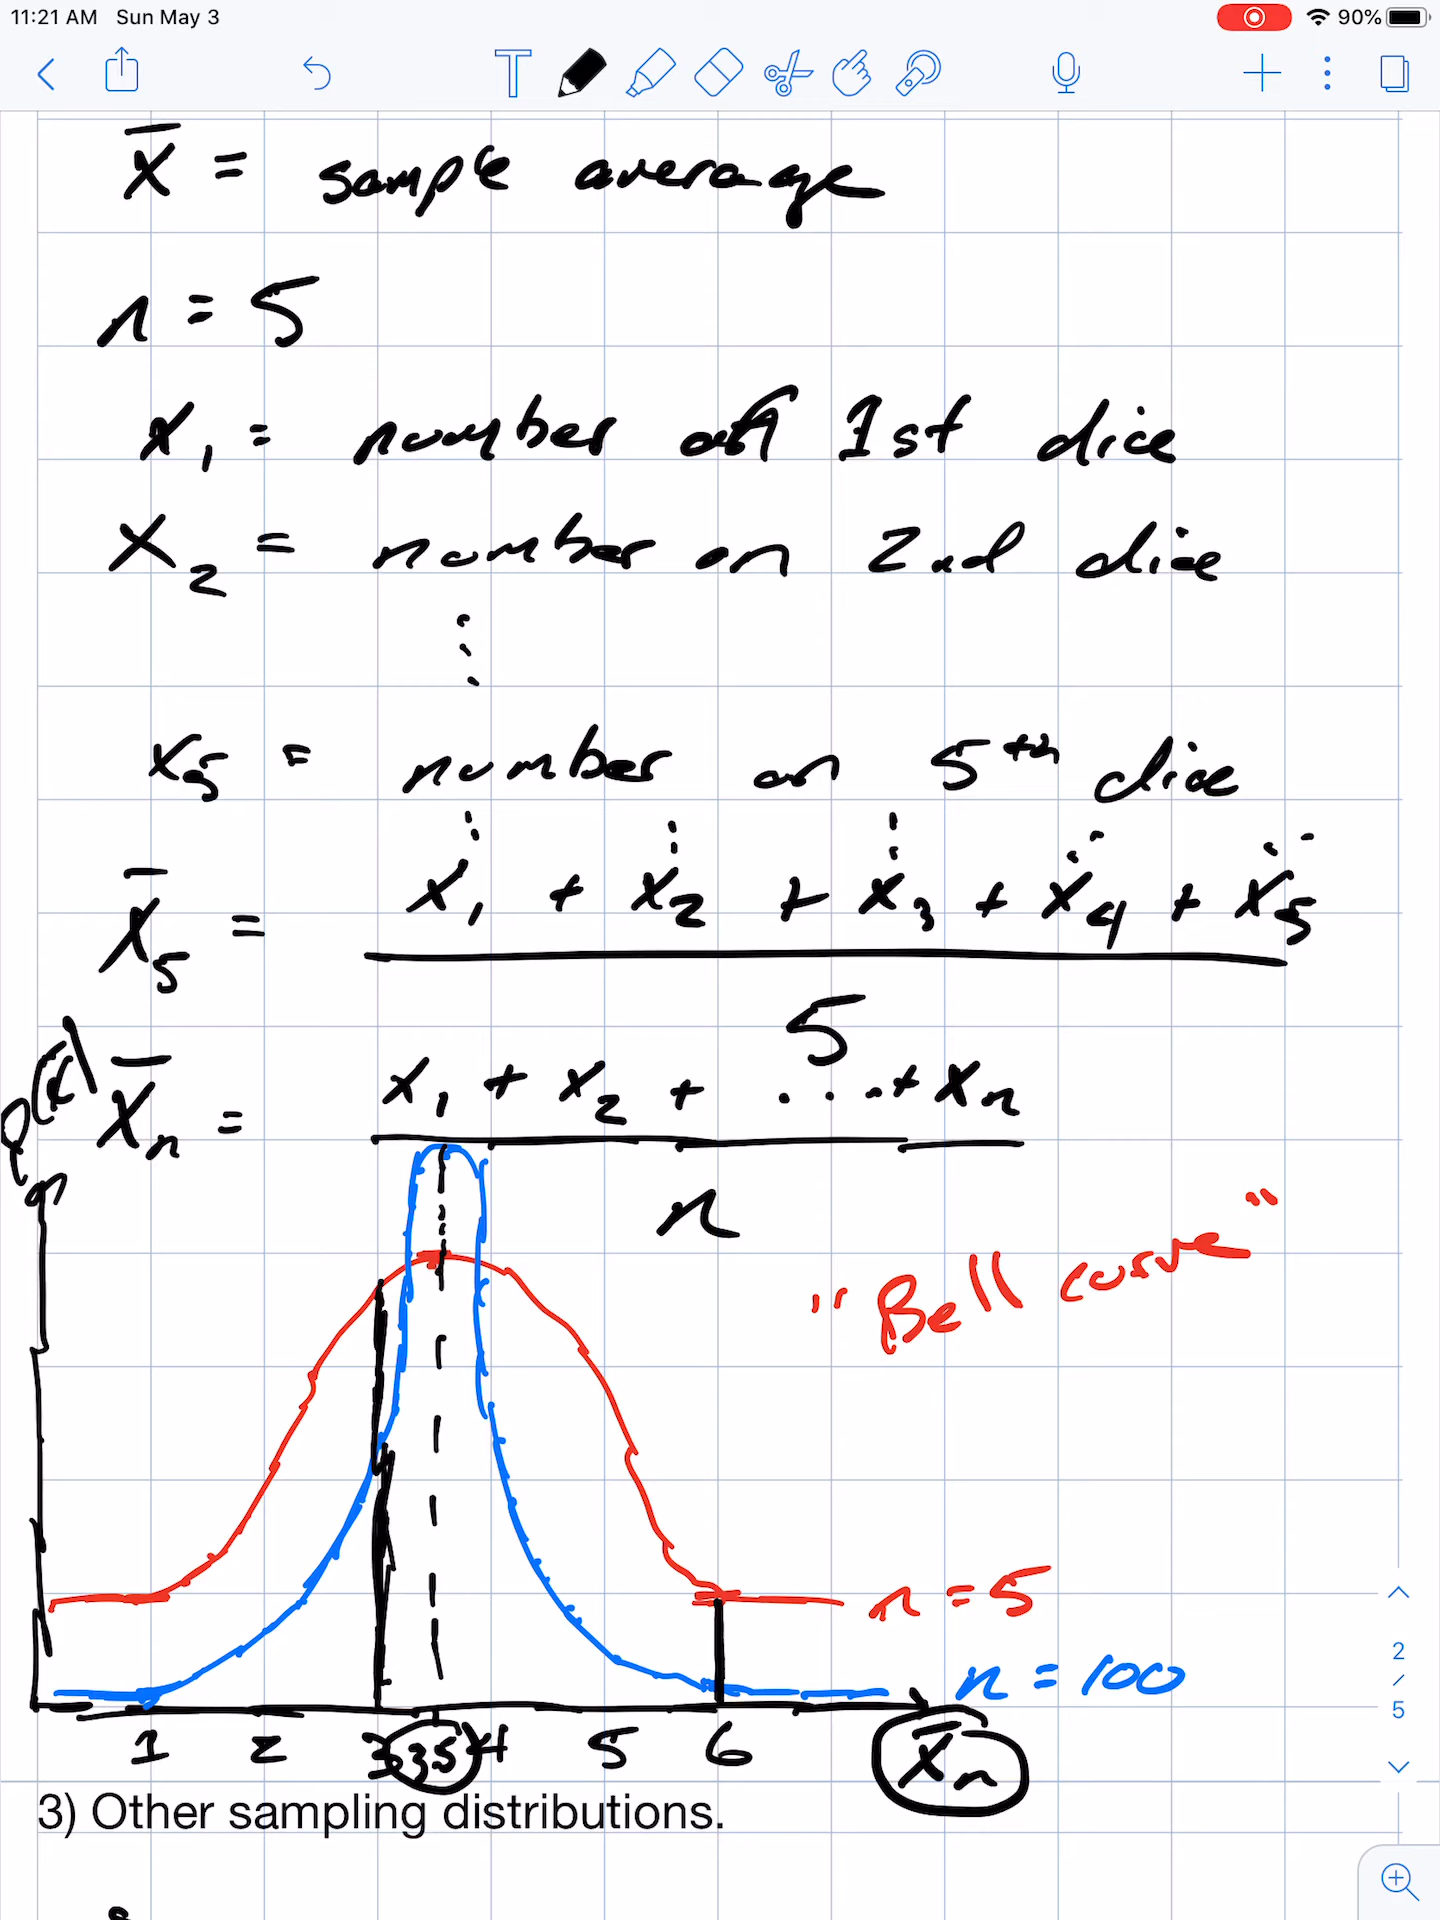 11:21 AM Sun May 3
90%
X̄ = sample average
n = 5
X₁ = number on 1st dice
X₂ = number on 2nd dice
⋮
X₅ = number on 5ᵗʰ dice
X̄₅ = X₁ + X₂ + X₃ + X₄ + X₅
5
X̄ₙ = X₁ + X₂ + ... + Xₙ
n
P(x)
"Bell curve"
n = 5
n = 100
1 2 3 3.5 4 5 6 X̄ₙ
2
/
5
3) Other sampling distributions.